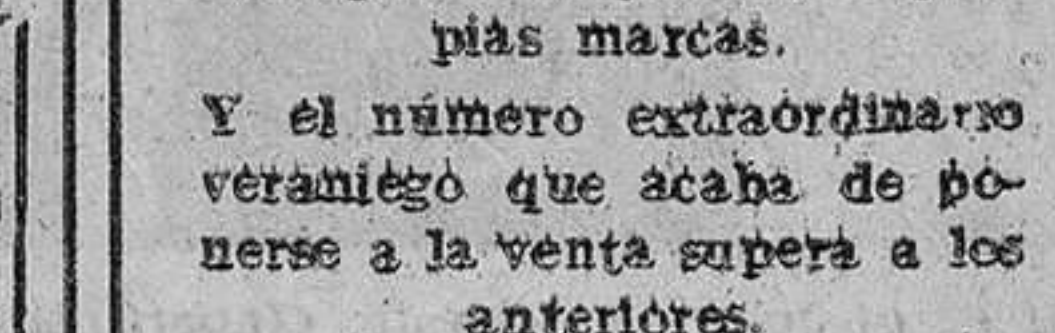 pias marcas.
Y el número extraordinario
veraniego que acaba de po-
nerse a la venta supera a los
anteriores.